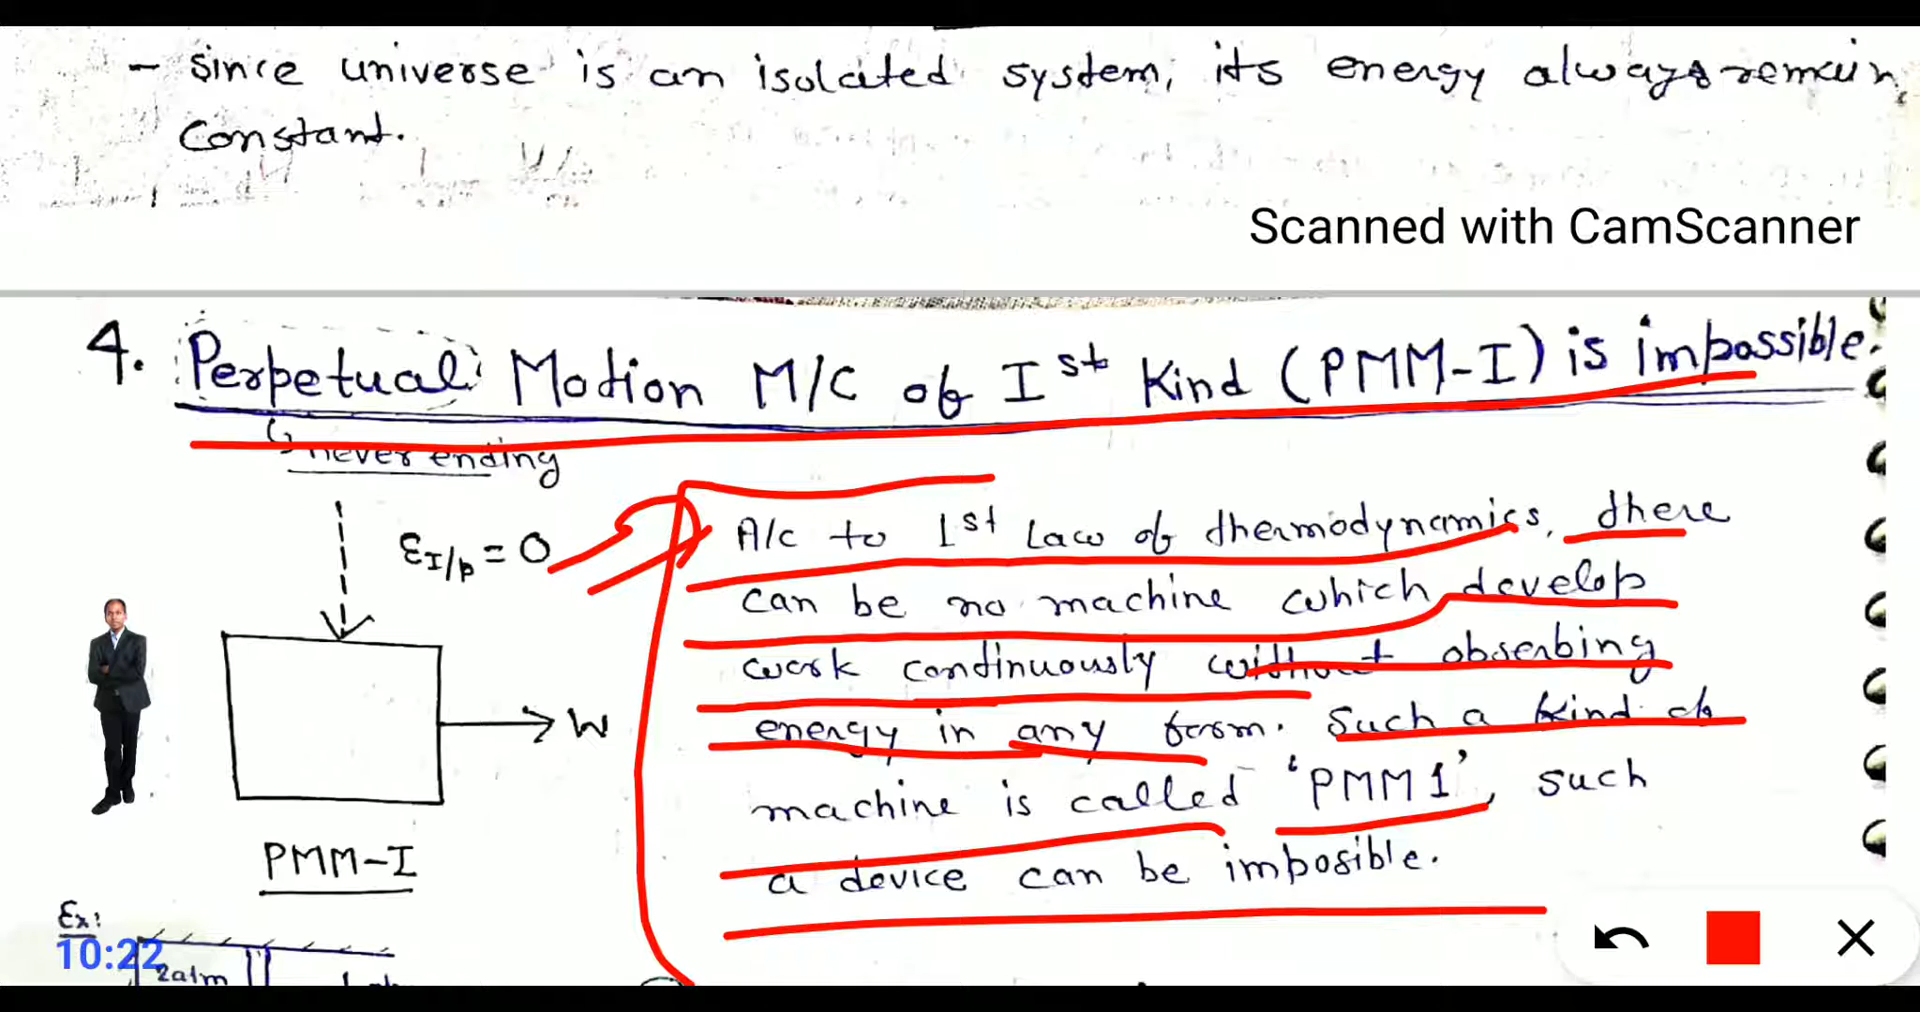 - Since universe is an isolated system, its energy always remain
Constant.
Scanned with CamScanner
4. Perpetual Motion M/C of Ist Kind (PMM-I) is impossible.
never ending
EI/p = 0
A/c to 1st Law of thermodynamics, there
can be no machine which develop
work continuously without obserbing
energy in any form. Such a kind of
W
machine is called 'PMM1', such
a device can be imposible.
PMM-I
Ex:
10:22
2atm